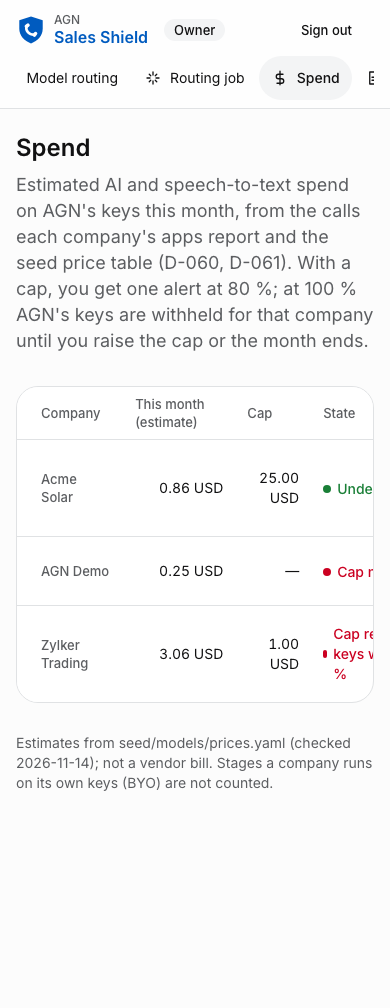 AGN
Sales Shield
Owner
Sign out
Model routing
Routing job
Spend
Spend
Estimated AI and speech-to-text spend
on AGN's keys this month, from the calls
each company's apps report and the
seed price table (D-060, D-061). With a
cap, you get one alert at 80 %; at 100 %
AGN's keys are withheld for that company
until you raise the cap or the month ends.
Company
This month
(estimate)
Cap
State
Acme
Solar
0.86 USD
25.00
USD
Unde
AGN Demo
0.25 USD
—
Cap
Zylker
Trading
3.06 USD
1.00
USD
Cap re
keys
%
Estimates from seed/models/prices.yaml (checked
2026-11-14); not a vendor bill. Stages a company runs
on its own keys (BYO) are not counted.